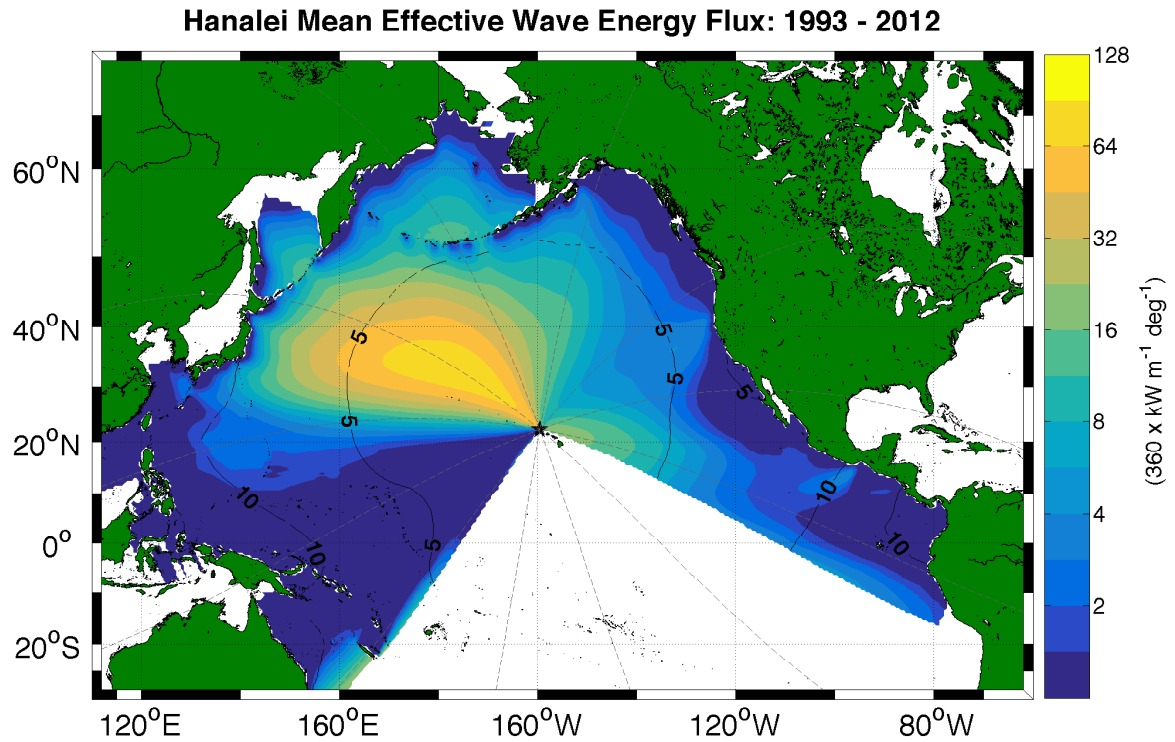 Hanalei Mean Effective Wave Energy Flux: 1993 - 2012
128
60°N
64
32
5
5
40°N
16
5
5
5
8
20°N
10
10
4
10
5
10
0°
2
20°S
(360 x kW m⁻¹ deg⁻¹)
120°E
160°E
160°W
120°W
80°W